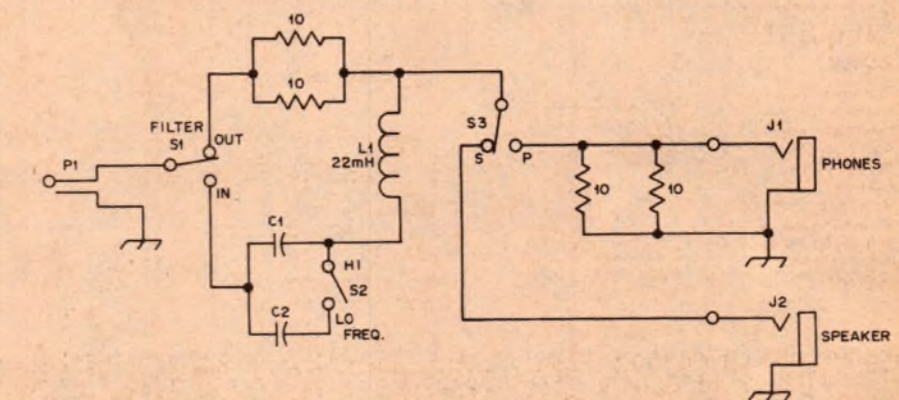 10
10
FILTER
S1
OUT
IN
P1
L1
22mH
C1
HI
S2
LO
FREQ.
C2
S3
S
P
10
10
J1
PHONES
J2
SPEAKER